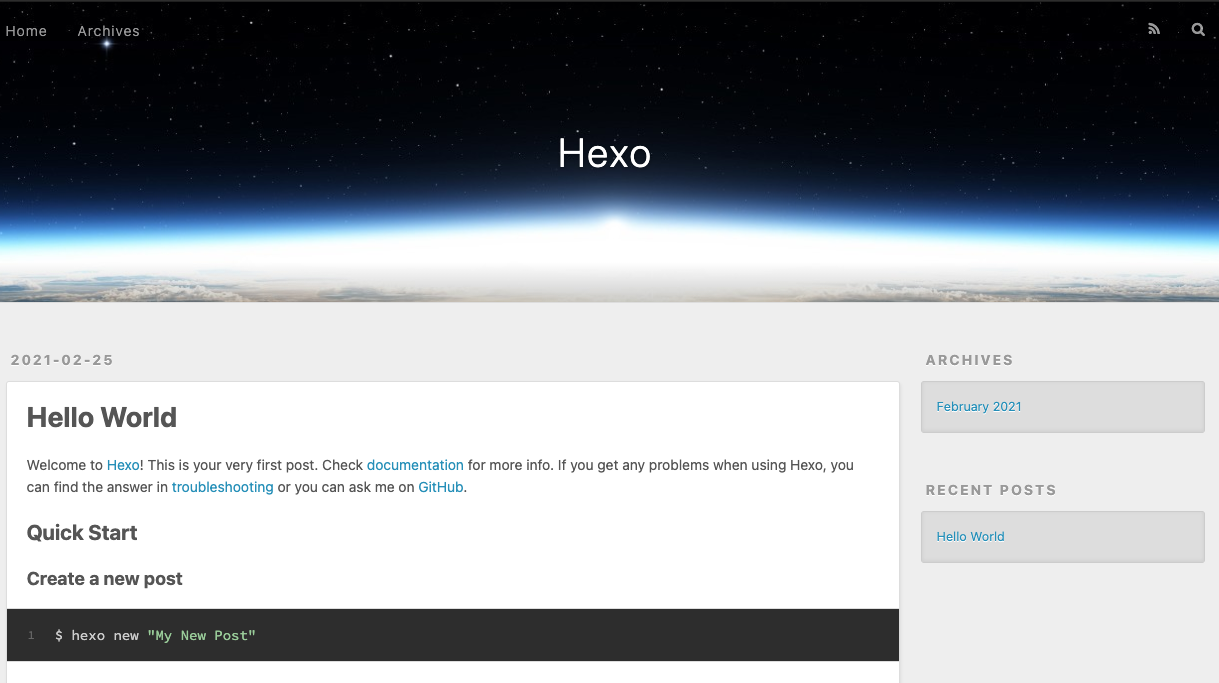 Home Archives
Hexo
2021-02-25
Hello World
Welcome to Hexo! This is your very first post. Check documentation for more info. If you get any problems when using Hexo, you
can find the answer in troubleshooting or you can ask me on GitHub.
Quick Start
Create a new post
1 $ hexo new "My New Post"
ARCHIVES
February 2021
RECENT POSTS
Hello World